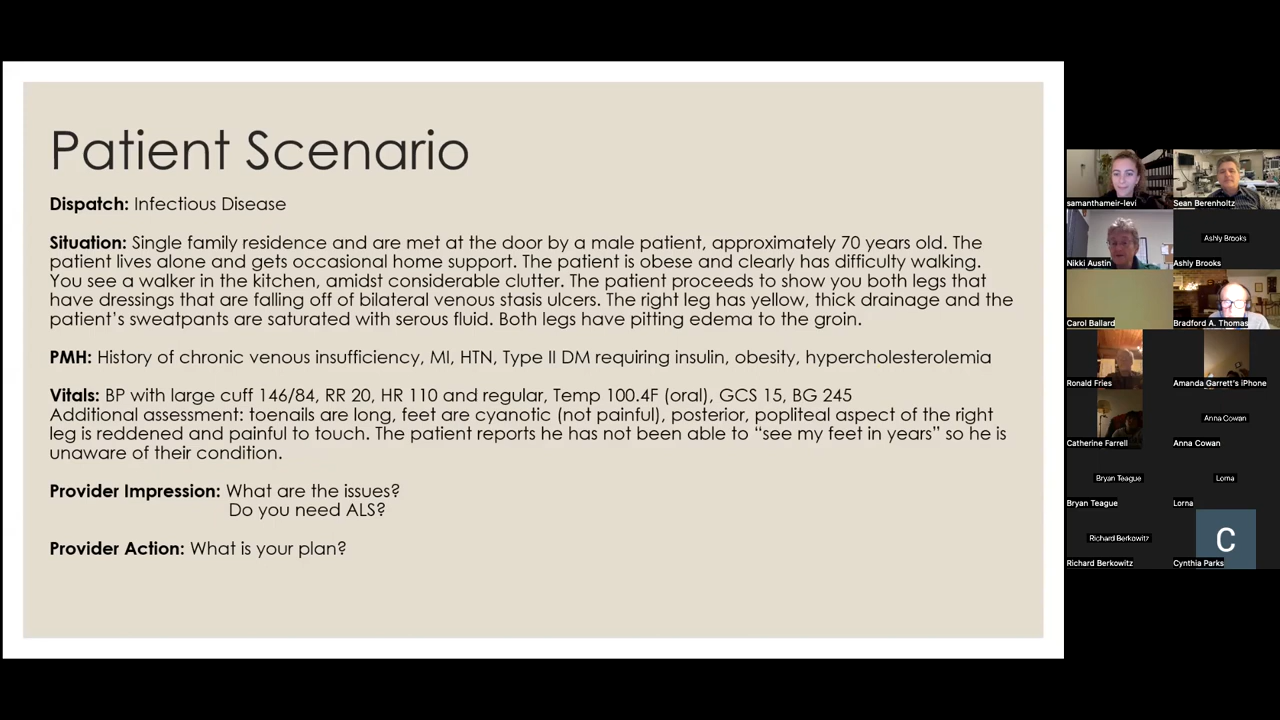 Patient Scenario
Dispatch: Infectious Disease
Situation: Single family residence and are met at the door by a male patient, approximately 70 years old. The
patient lives alone and gets occasional home support. The patient is obese and clearly has difficulty walking.
You see a walker in the kitchen, amidst considerable clutter. The patient proceeds to show you both legs that
have dressings that are falling off of bilateral venous stasis ulcers. The right leg has yellow, thick drainage and the
patient’s sweatpants are saturated with serous fluid. Both legs have pitting edema to the groin.
PMH: History of chronic venous insufficiency, MI, HTN, Type II DM requiring insulin, obesity, hypercholesterolemia
Vitals: BP with large cuff 146/84, RR 20, HR 110 and regular, Temp 100.4F (oral), GCS 15, BG 245
Additional assessment: toenails are long, feet are cyanotic (not painful), posterior, popliteal aspect of the right
leg is reddened and painful to touch. The patient reports he has not been able to “see my feet in years” so he is
unaware of their condition.
Provider Impression: What are the issues?
Do you need ALS?
Provider Action: What is your plan?
samanthameir-levi
Sean Berenholtz
Nikki Austin
Ashly Brooks
Ashly Brooks
Carol Ballard
Bradford A. Thomas
Ronald Fries
Amanda Garrett's iPhone
Catherine Farrell
Anna Cowan
Anna Cowan
Bryan Teague
Bryan Teague
Lorna
Lorna
Richard Berkowitz
Richard Berkowitz
C
Cynthia Parks